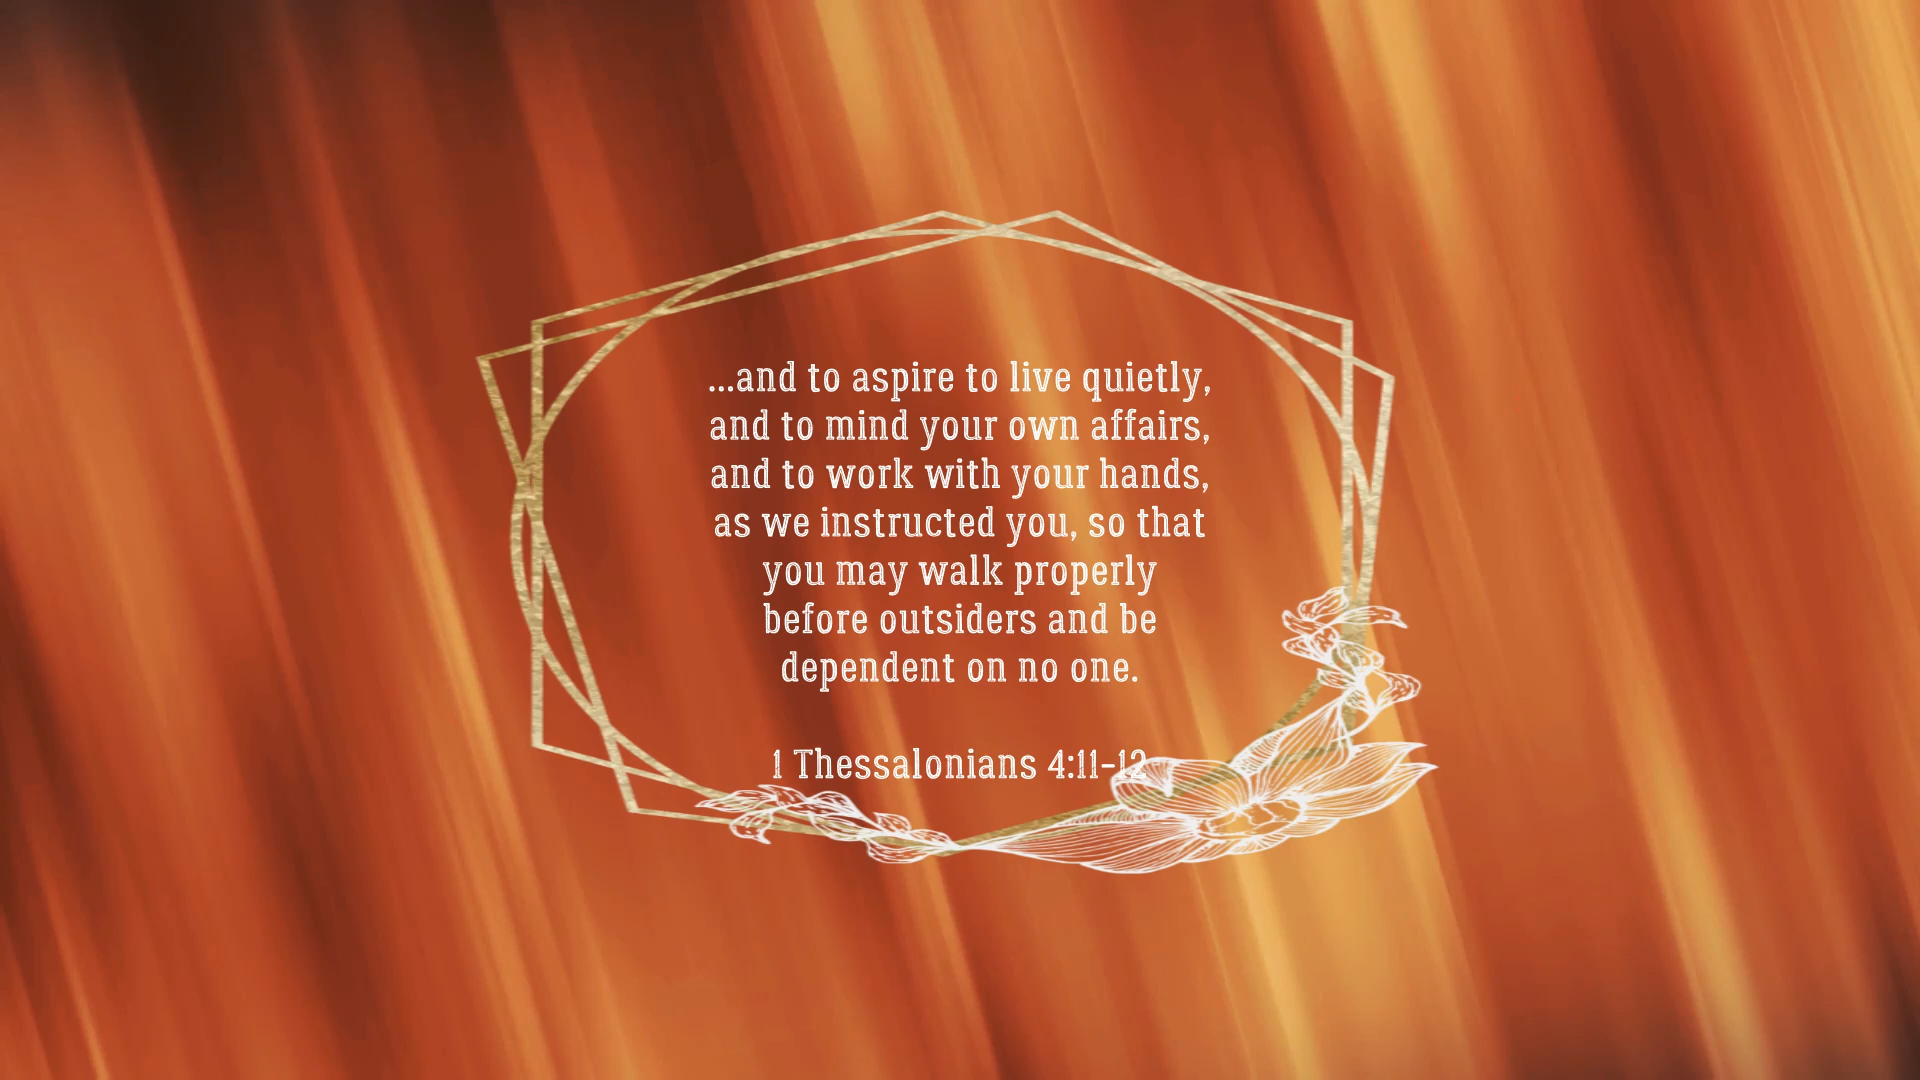 ...and to aspire to live quietly,
and to mind your own affairs,
and to work with your hands,
as we instructed you, so that
you may walk properly
before outsiders and be
dependent on no one.
1 Thessalonians 4:11-12